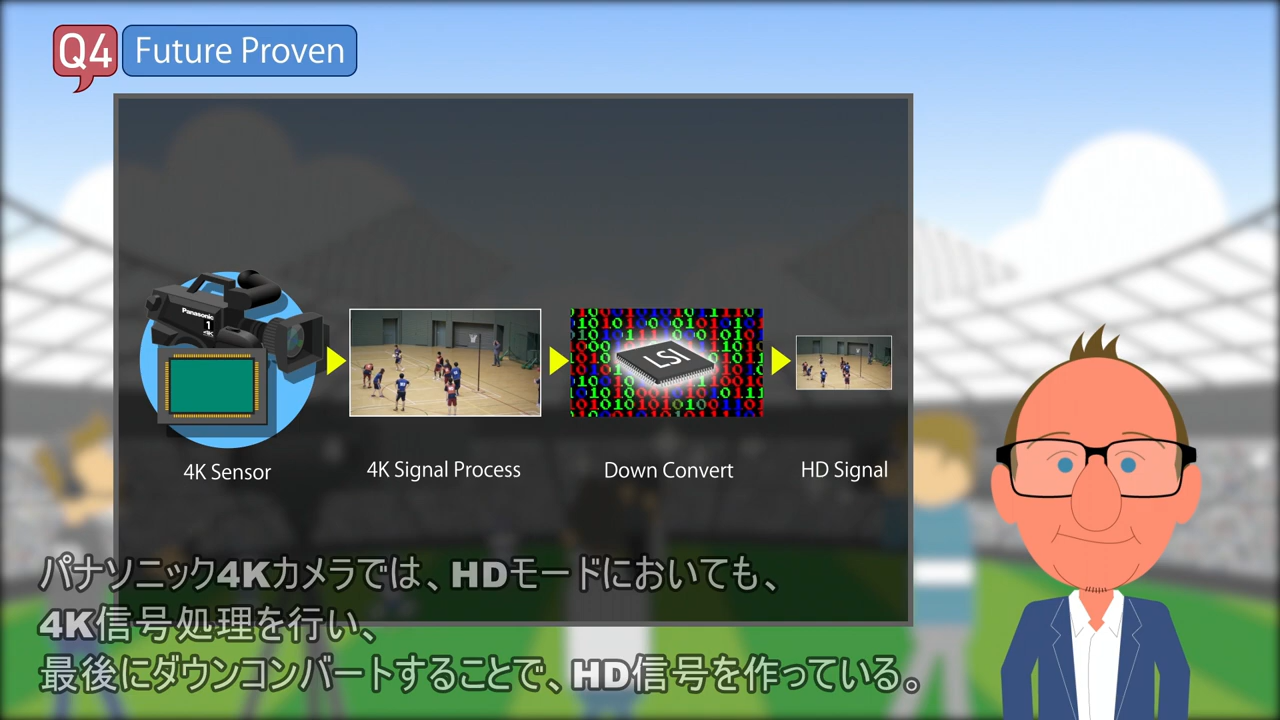 Q4 Future Proven
Panasonic
1
4K
LSI
4K Sensor
4K Signal Process
Down Convert
HD Signal
パナソニック4Kカメラでは、HDモードにおいても、
4K信号処理を行い、
最後にダウンコンバートすることで、HD信号を作っている。